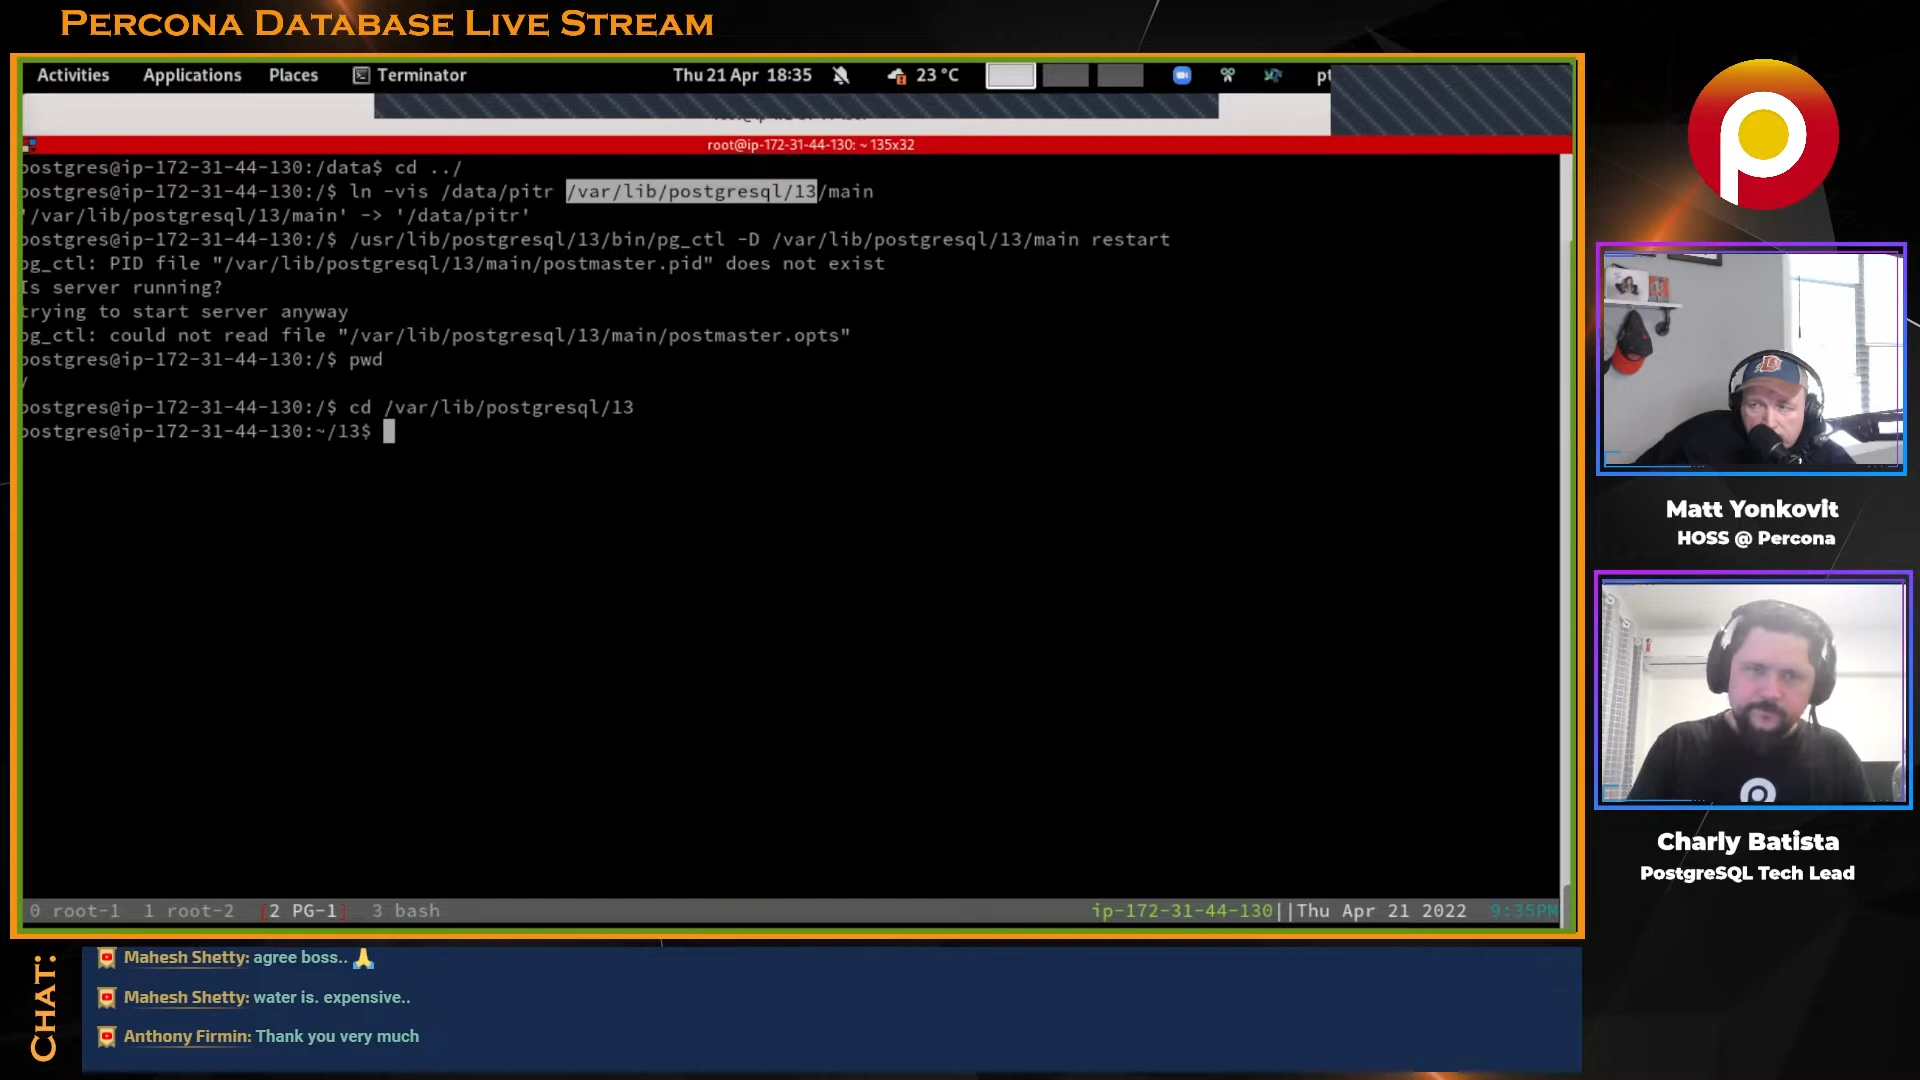 PERCONA DATABASE LIVE STREAM
Activities Applications Places Terminator Thu 21 Apr 18:35 23 °C
root@ip-172-31-44-130: ~ 135x32
postgres@ip-172-31-44-130:/data$ cd ../
postgres@ip-172-31-44-130:/$ ln -vis /data/pitr /var/lib/postgresql/13/main
'/var/lib/postgresql/13/main' -> '/data/pitr'
postgres@ip-172-31-44-130:/$ /usr/lib/postgresql/13/bin/pg_ctl -D /var/lib/postgresql/13/main restart
pg_ctl: PID file "/var/lib/postgresql/13/main/postmaster.pid" does not exist
Is server running?
trying to start server anyway
pg_ctl: could not read file "/var/lib/postgresql/13/main/postmaster.opts"
postgres@ip-172-31-44-130:/$ pwd
/
postgres@ip-172-31-44-130:/$ cd /var/lib/postgresql/13
postgres@ip-172-31-44-130:~/13$
0 root-1 1 root-2 [2 PG-1] 3 bash ip-172-31-44-130||Thu Apr 21 2022 9:35PM
Matt Yonkovit
HOSS @ Percona
Charly Batista
PostgreSQL Tech Lead
CHAT:
Mahesh Shetty: agree boss.. 🙏
Mahesh Shetty: water is. expensive..
Anthony Firmin: Thank you very much